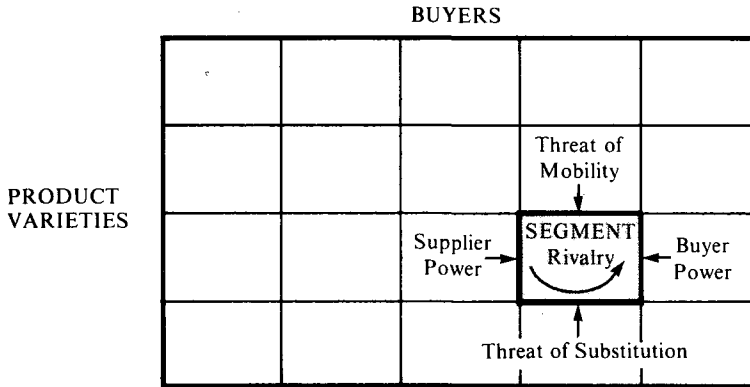 BUYERS
PRODUCT
VARIETIES
Threat of
Mobility
Supplier
Power
SEGMENT
Rivalry
Buyer
Power
Threat of Substitution